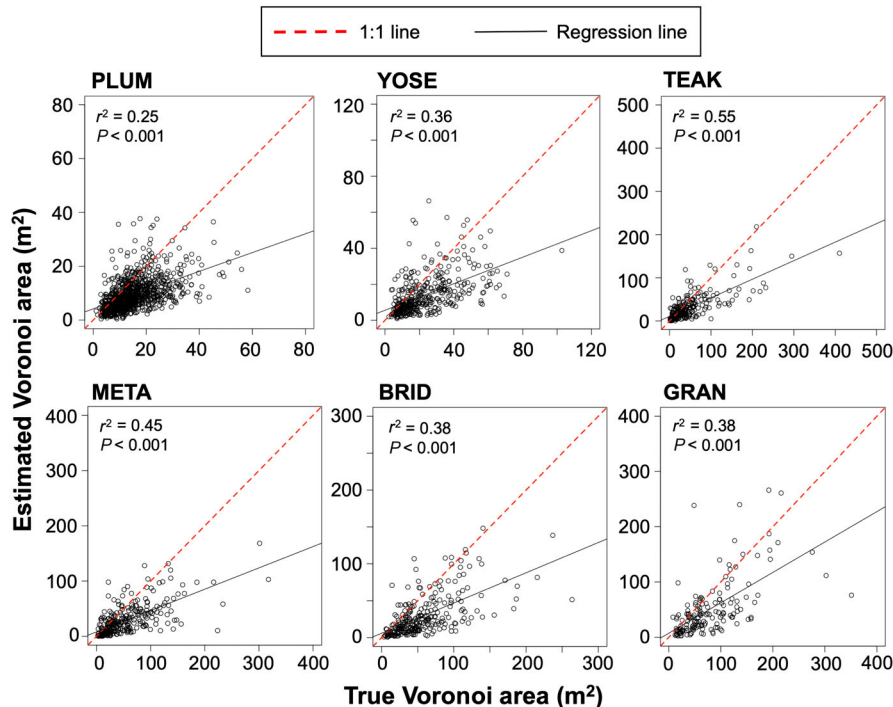 1:1 line
Regression line
PLUM
r² = 0.25
P < 0.001
80
60
40
20
0
0 20 40 60 80
YOSE
r² = 0.36
P < 0.001
120
80
40
0
0 40 80 120
TEAK
r² = 0.55
P < 0.001
500
400
300
200
100
0
0 100 200 300 400 500
META
r² = 0.45
P < 0.001
400
300
200
100
0
0 100 200 300 400
BRID
r² = 0.38
P < 0.001
300
200
100
0
0 50 100 200 300
GRAN
r² = 0.38
P < 0.001
400
300
200
100
0
0 100 200 300 400
Estimated Voronoi area (m²)
True Voronoi area (m²)